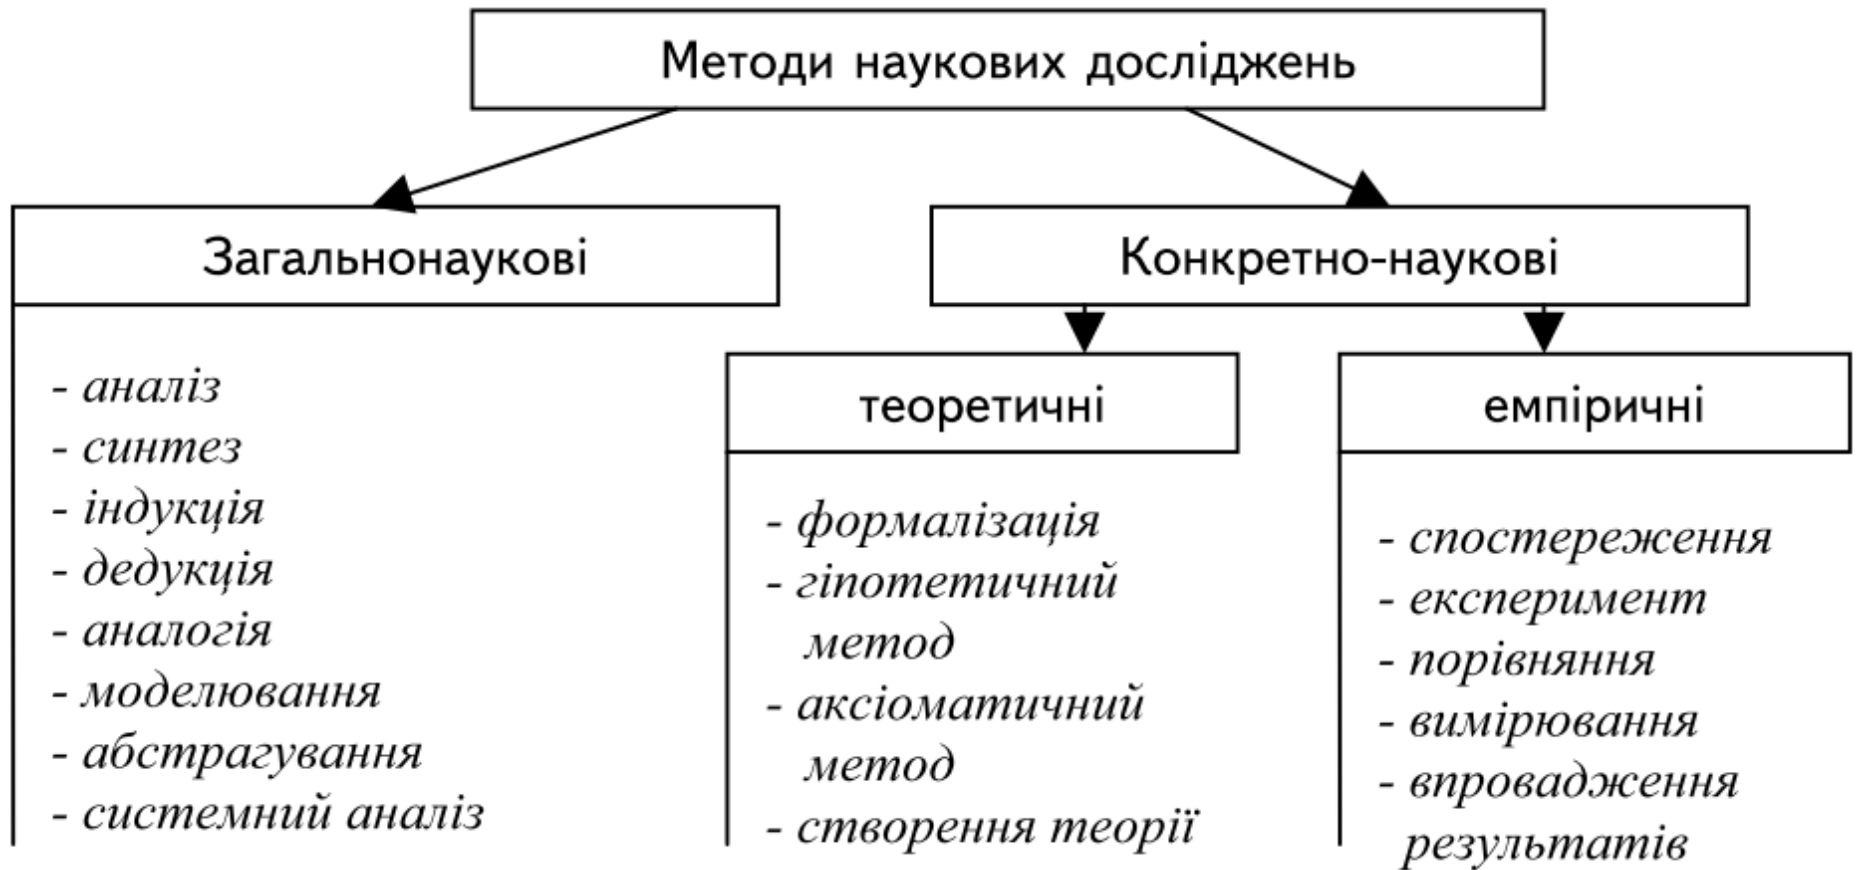 Методи наукових досліджень
Загальнонаукові
- аналіз
- синтез
- індукція
- дедукція
- аналогія
- моделювання
- абстрагування
- системний аналіз
Конкретно-наукові
теоретичні
- формалізація
- гіпотетичний
метод
- аксіоматичний
метод
- створення теорії
емпіричні
- спостереження
- експеримент
- порівняння
- вимірювання
- впровадження
результатів